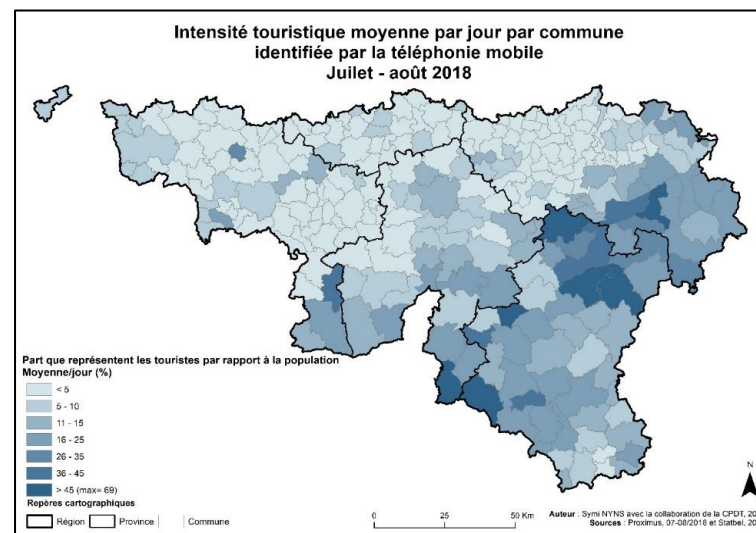 Intensité touristique moyenne par jour par commune
identifiée par la téléphonie mobile
Juilet - août 2018
Part que représentent les touristes par rapport à la population
Moyenne/jour (%)
< 5
5 - 10
11 - 15
16 - 25
26 - 35
36 - 45
> 45 (max= 69)
Repères cartographiques
Région Province Commune
0 25 50 Km
N
Auteur : Symi NYNS avec la collaboration de la CPDT, 20
Sources : Proximus, 07-08/2018 et Statbel, 20